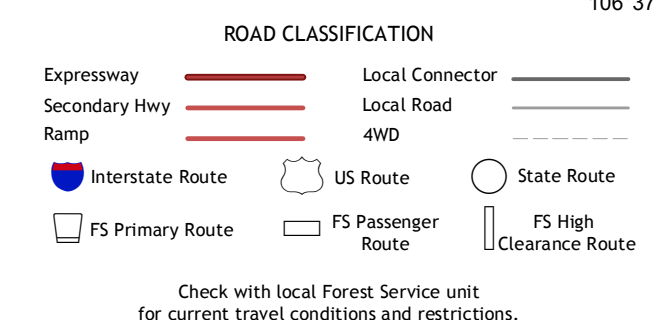 106 37
ROAD CLASSIFICATION
Expressway
Secondary Hwy
Ramp
Local Connector
Local Road
4WD
Interstate Route
US Route
State Route
FS Primary Route
FS Passenger
Route
FS High
Clearance Route
Check with local Forest Service unit
for current travel conditions and restrictions.